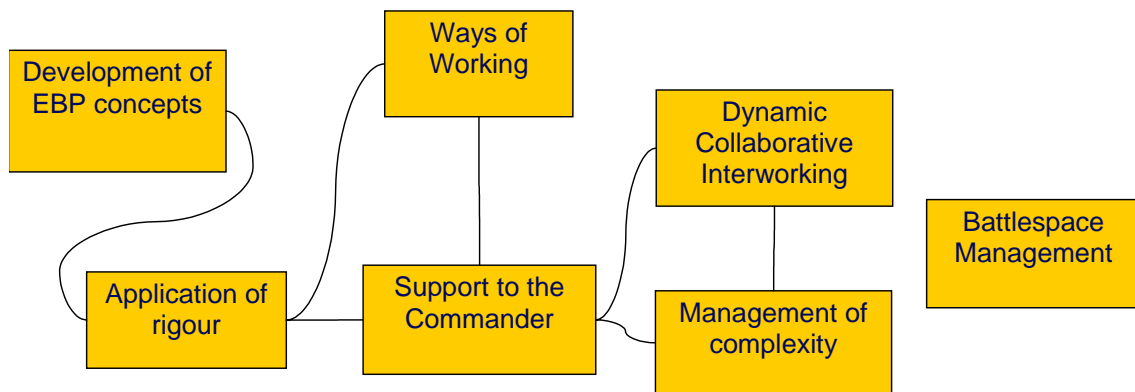 Development of
EBP concepts
Ways of
Working
Dynamic
Collaborative
Interworking
Battlespace
Management
Application of
rigour
Support to the
Commander
Management of
complexity